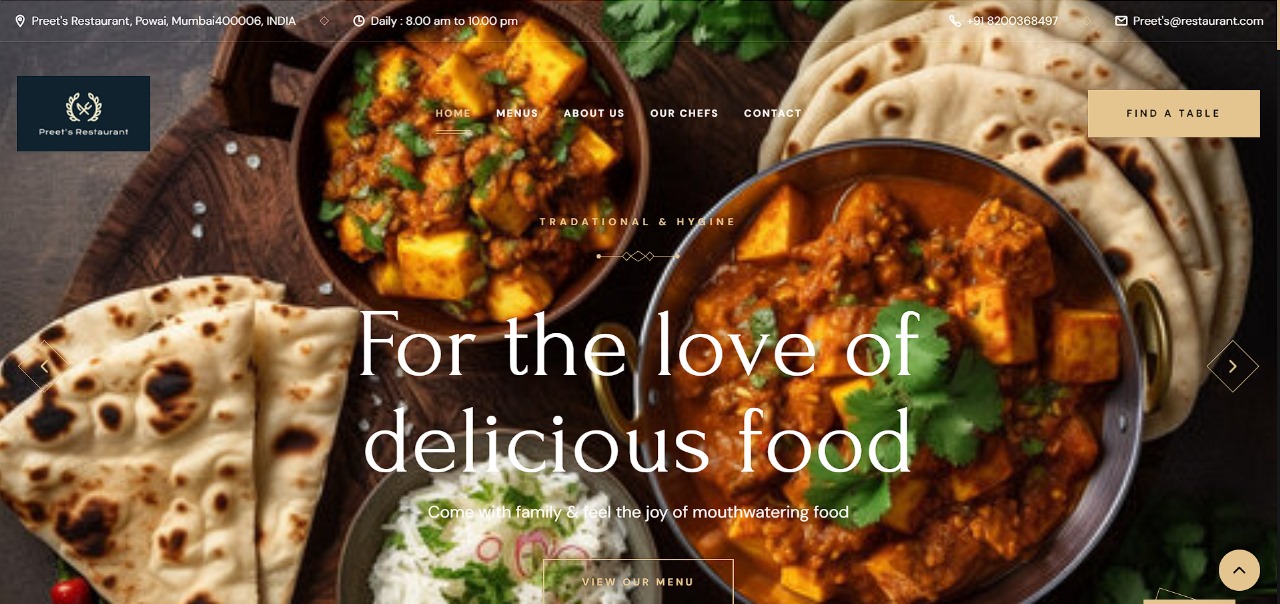 Preet's Restaurant, Powai, Mumbai400006, INDIA
Daily : 8.00 am to 10.00 pm
+91 8200368497
Preet's@restaurant.com
Preet's Restaurant
HOME MENUS ABOUT US OUR CHEFS CONTACT
FIND A TABLE
TRADATIONAL & HYGINE
For the love of
delicious food
Come with family & feel the joy of mouthwatering food
VIEW OUR MENU